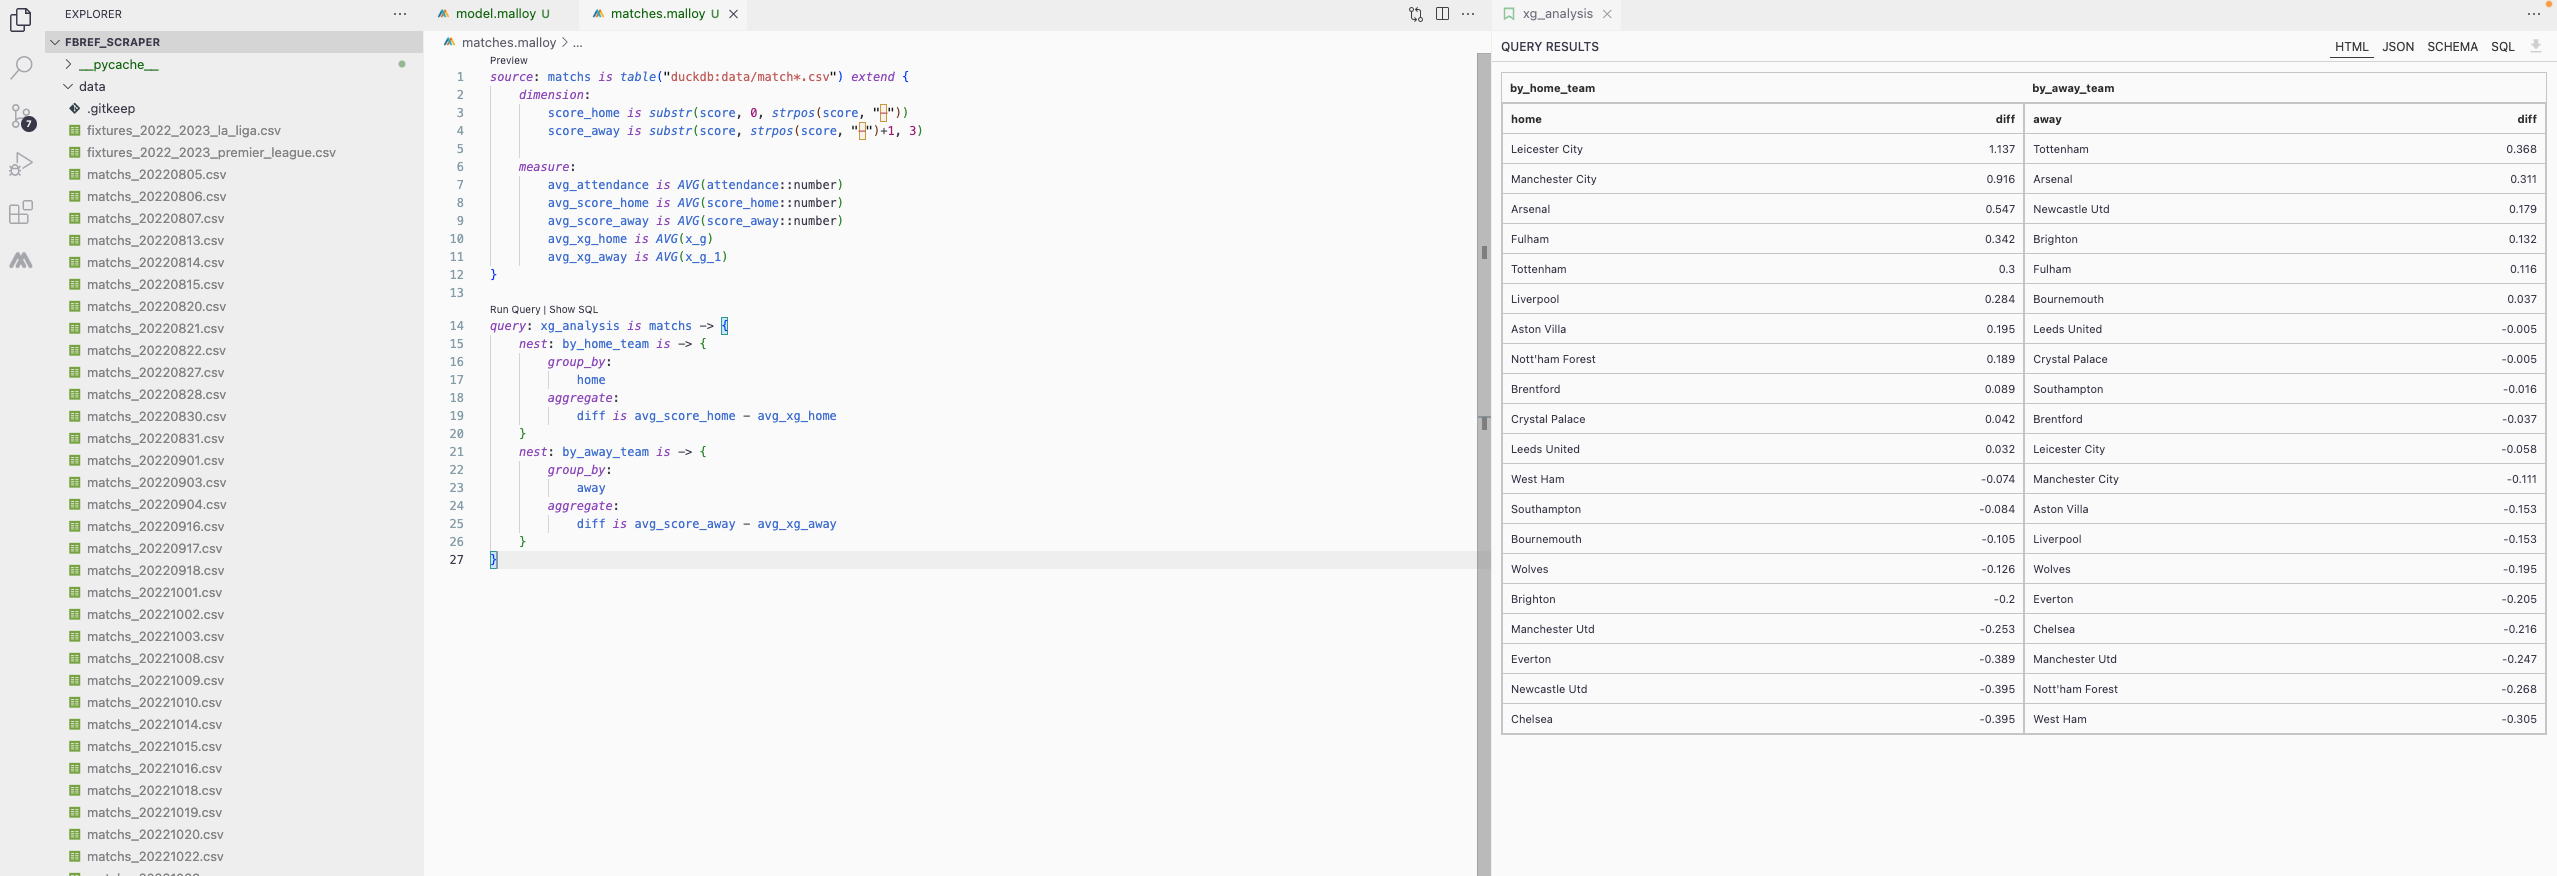 EXPLORER
FBREF_SCRAPER
__pycache__
data
.gitkeep
fixtures_2022_2023_la_liga.csv
fixtures_2022_2023_premier_league.csv
matchs_20220805.csv
matchs_20220806.csv
matchs_20220807.csv
matchs_20220813.csv
matchs_20220814.csv
matchs_20220815.csv
matchs_20220820.csv
matchs_20220821.csv
matchs_20220822.csv
matchs_20220827.csv
matchs_20220828.csv
matchs_20220830.csv
matchs_20220831.csv
matchs_20220901.csv
matchs_20220903.csv
matchs_20220904.csv
matchs_20220916.csv
matchs_20220917.csv
matchs_20220918.csv
matchs_20221001.csv
matchs_20221002.csv
matchs_20221003.csv
matchs_20221008.csv
matchs_20221009.csv
matchs_20221010.csv
matchs_20221014.csv
matchs_20221015.csv
matchs_20221016.csv
matchs_20221018.csv
matchs_20221019.csv
matchs_20221020.csv
matchs_20221022.csv
7
model.malloy U matches.malloy U
matches.malloy > ...
Preview
1 source: matchs is table("duckdb:data/match*.csv") extend {
2 dimension:
3 score_home is substr(score, 0, strpos(score, "–"))
4 score_away is substr(score, strpos(score, "–")+1, 3)
5
6 measure:
7 avg_attendance is AVG(attendance::number)
8 avg_score_home is AVG(score_home::number)
9 avg_score_away is AVG(score_away::number)
10 avg_xg_home is AVG(x_g)
11 avg_xg_away is AVG(x_g_1)
12 }
13
Run Query | Show SQL
14 query: xg_analysis is matchs -> {
15 nest: by_home_team is -> {
16 group_by:
17 home
18 aggregate:
19 diff is avg_score_home - avg_xg_home
20 }
21 nest: by_away_team is -> {
22 group_by:
23 away
24 aggregate:
25 diff is avg_score_away - avg_xg_away
26 }
27 }
xg_analysis
QUERY RESULTS HTML JSON SCHEMA SQL
by_home_team by_away_team
home diff away diff
Leicester City 1.137 Tottenham 0.368
Manchester City 0.916 Arsenal 0.311
Arsenal 0.547 Newcastle Utd 0.179
Fulham 0.342 Brighton 0.132
Tottenham 0.3 Fulham 0.116
Liverpool 0.284 Bournemouth 0.037
Aston Villa 0.195 Leeds United -0.005
Nott'ham Forest 0.189 Crystal Palace -0.005
Brentford 0.089 Southampton -0.016
Crystal Palace 0.042 Brentford -0.037
Leeds United 0.032 Leicester City -0.058
West Ham -0.074 Manchester City -0.111
Southampton -0.084 Aston Villa -0.153
Bournemouth -0.105 Liverpool -0.153
Wolves -0.126 Wolves -0.195
Brighton -0.2 Everton -0.205
Manchester Utd -0.253 Chelsea -0.216
Everton -0.389 Manchester Utd -0.247
Newcastle Utd -0.395 Nott'ham Forest -0.268
Chelsea -0.395 West Ham -0.305